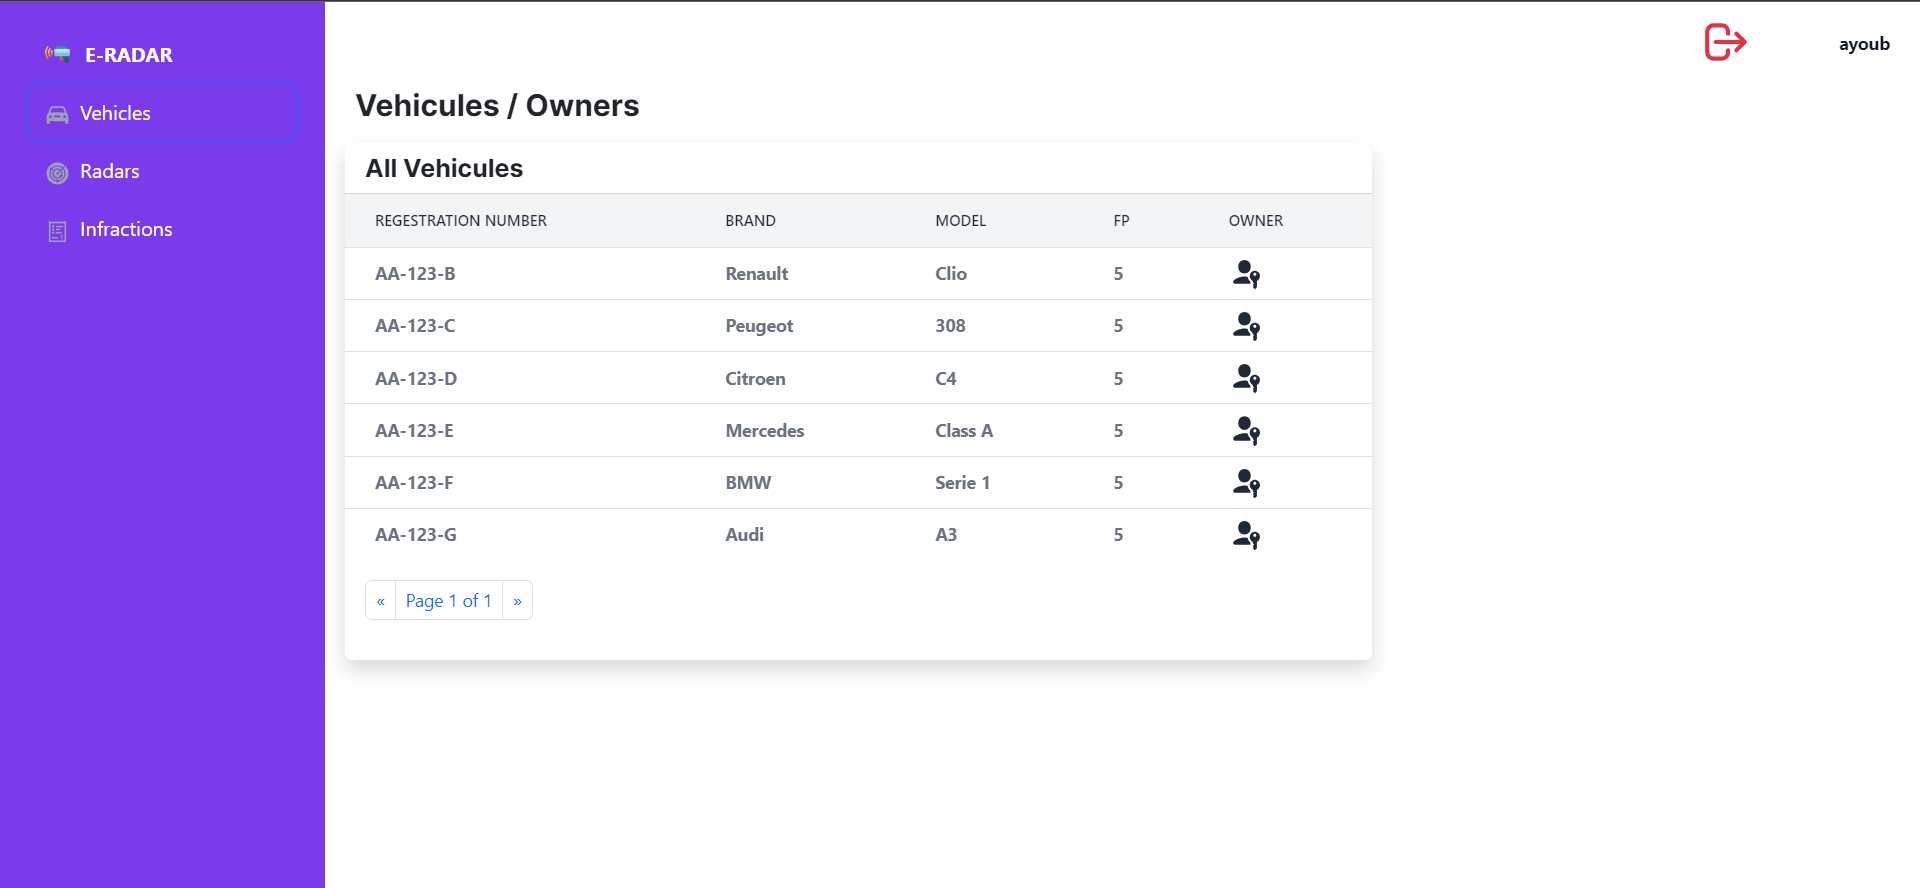 E-RADAR
Vehicles
Radars
Infractions
ayoub
Vehicules / Owners
All Vehicules
REGESTRATION NUMBER BRAND MODEL FP OWNER
AA-123-B Renault Clio 5
AA-123-C Peugeot 308 5
AA-123-D Citroen C4 5
AA-123-E Mercedes Class A 5
AA-123-F BMW Serie 1 5
AA-123-G Audi A3 5
« Page 1 of 1 »